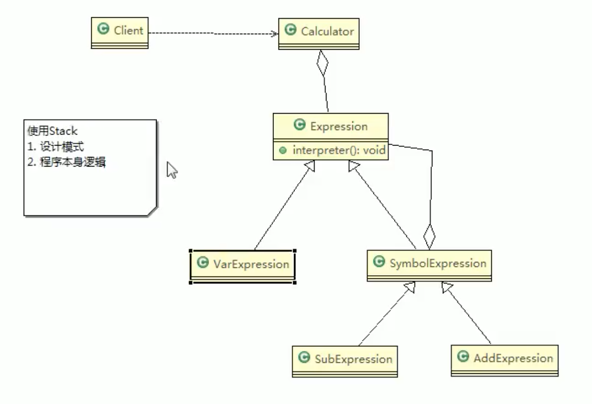 Client
Calculator
Expression
interpreter(): void
使用Stack
1. 设计模式
2. 程序本身逻辑
VarExpression
SymbolExpression
SubExpression
AddExpression